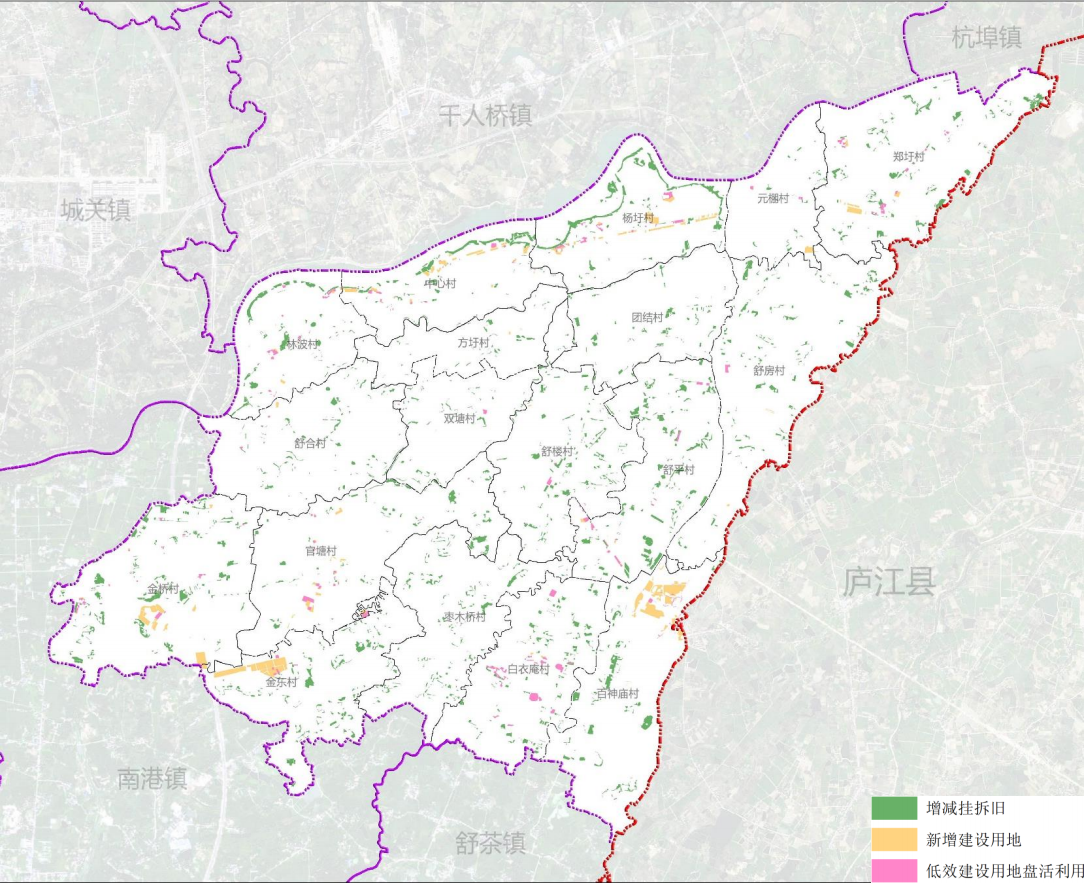 杭埠镇
千人桥镇
郑圩村
元棚村
城关镇
杨圩村
中心村
团结村
林波村
方圩村
舒房村
双塘村
舒合村
舒楼村
舒平村
官塘村
庐江县
金桥村
枣木桥村
白衣庵村
金东村
百神庙村
南港镇
舒茶镇
增减挂拆旧
新增建设用地
低效建设用地盘活利用